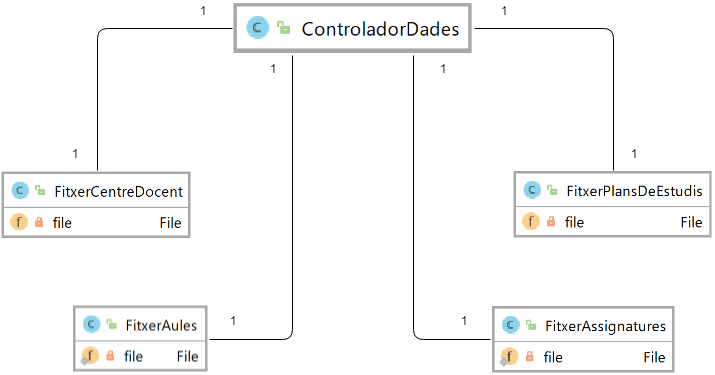 1
1
C ControladorDades
1
1
1
1
C FitxerCentreDocent
f file File
C FitxerPlansDeEstudis
f file File
C FitxerAules
f file File
1
1
C FitxerAssignatures
f file File